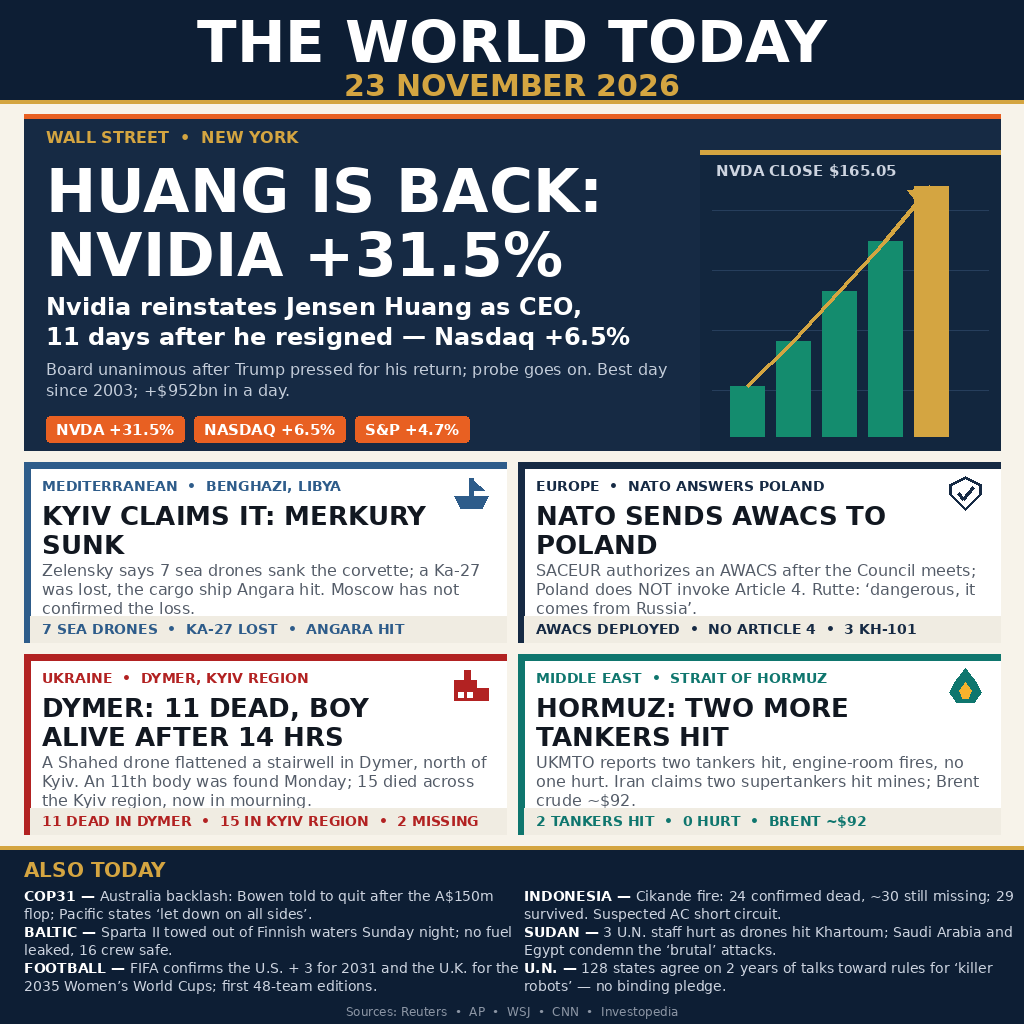 THE WORLD TODAY
23 NOVEMBER 2026
WALL STREET • NEW YORK
HUANG IS BACK:
NVIDIA +31.5%
Nvidia reinstates Jensen Huang as CEO,
11 days after he resigned — Nasdaq +6.5%
Board unanimous after Trump pressed for his return; probe goes on. Best day
since 2003; +$952bn in a day.
NVDA +31.5%
NASDAQ +6.5%
S&P +4.7%
NVDA CLOSE $165.05
MEDITERRANEAN • BENGHAZI, LIBYA
KYIV CLAIMS IT: MERKURY
SUNK
Zelensky says 7 sea drones sank the corvette; a Ka-27
was lost, the cargo ship Angara hit. Moscow has not
confirmed the loss.
7 SEA DRONES • KA-27 LOST • ANGARA HIT
EUROPE • NATO ANSWERS POLAND
NATO SENDS AWACS TO
POLAND
SACEUR authorizes an AWACS after the Council meets;
Poland does NOT invoke Article 4. Rutte: ‘dangerous, it
comes from Russia’.
AWACS DEPLOYED • NO ARTICLE 4 • 3 KH-101
UKRAINE • DYMER, KYIV REGION
DYMER: 11 DEAD, BOY
ALIVE AFTER 14 HRS
A Shahed drone flattened a stairwell in Dymer, north of
Kyiv. An 11th body was found Monday; 15 died across
the Kyiv region, now in mourning.
11 DEAD IN DYMER • 15 IN KYIV REGION • 2 MISSING
MIDDLE EAST • STRAIT OF HORMUZ
HORMUZ: TWO MORE
TANKERS HIT
UKMTO reports two tankers hit, engine-room fires, no
one hurt. Iran claims two supertankers hit mines; Brent
crude ~$92.
2 TANKERS HIT • 0 HURT • BRENT ~$92
ALSO TODAY
COP31 — Australia backlash: Bowen told to quit after the A$150m
flop; Pacific states ‘let down on all sides’.
BALTIC — Sparta II towed out of Finnish waters Sunday night; no fuel
leaked, 16 crew safe.
FOOTBALL — FIFA confirms the U.S. + 3 for 2031 and the U.K. for the
2035 Women’s World Cups; first 48-team editions.
INDONESIA — Cikande fire: 24 confirmed dead, ~30 still missing; 29
survived. Suspected AC short circuit.
SUDAN — 3 U.N. staff hurt as drones hit Khartoum; Saudi Arabia and
Egypt condemn the ‘brutal’ attacks.
U.N. — 128 states agree on 2 years of talks toward rules for ‘killer
robots’ — no binding pledge.
Sources: Reuters • AP • WSJ • CNN • Investopedia